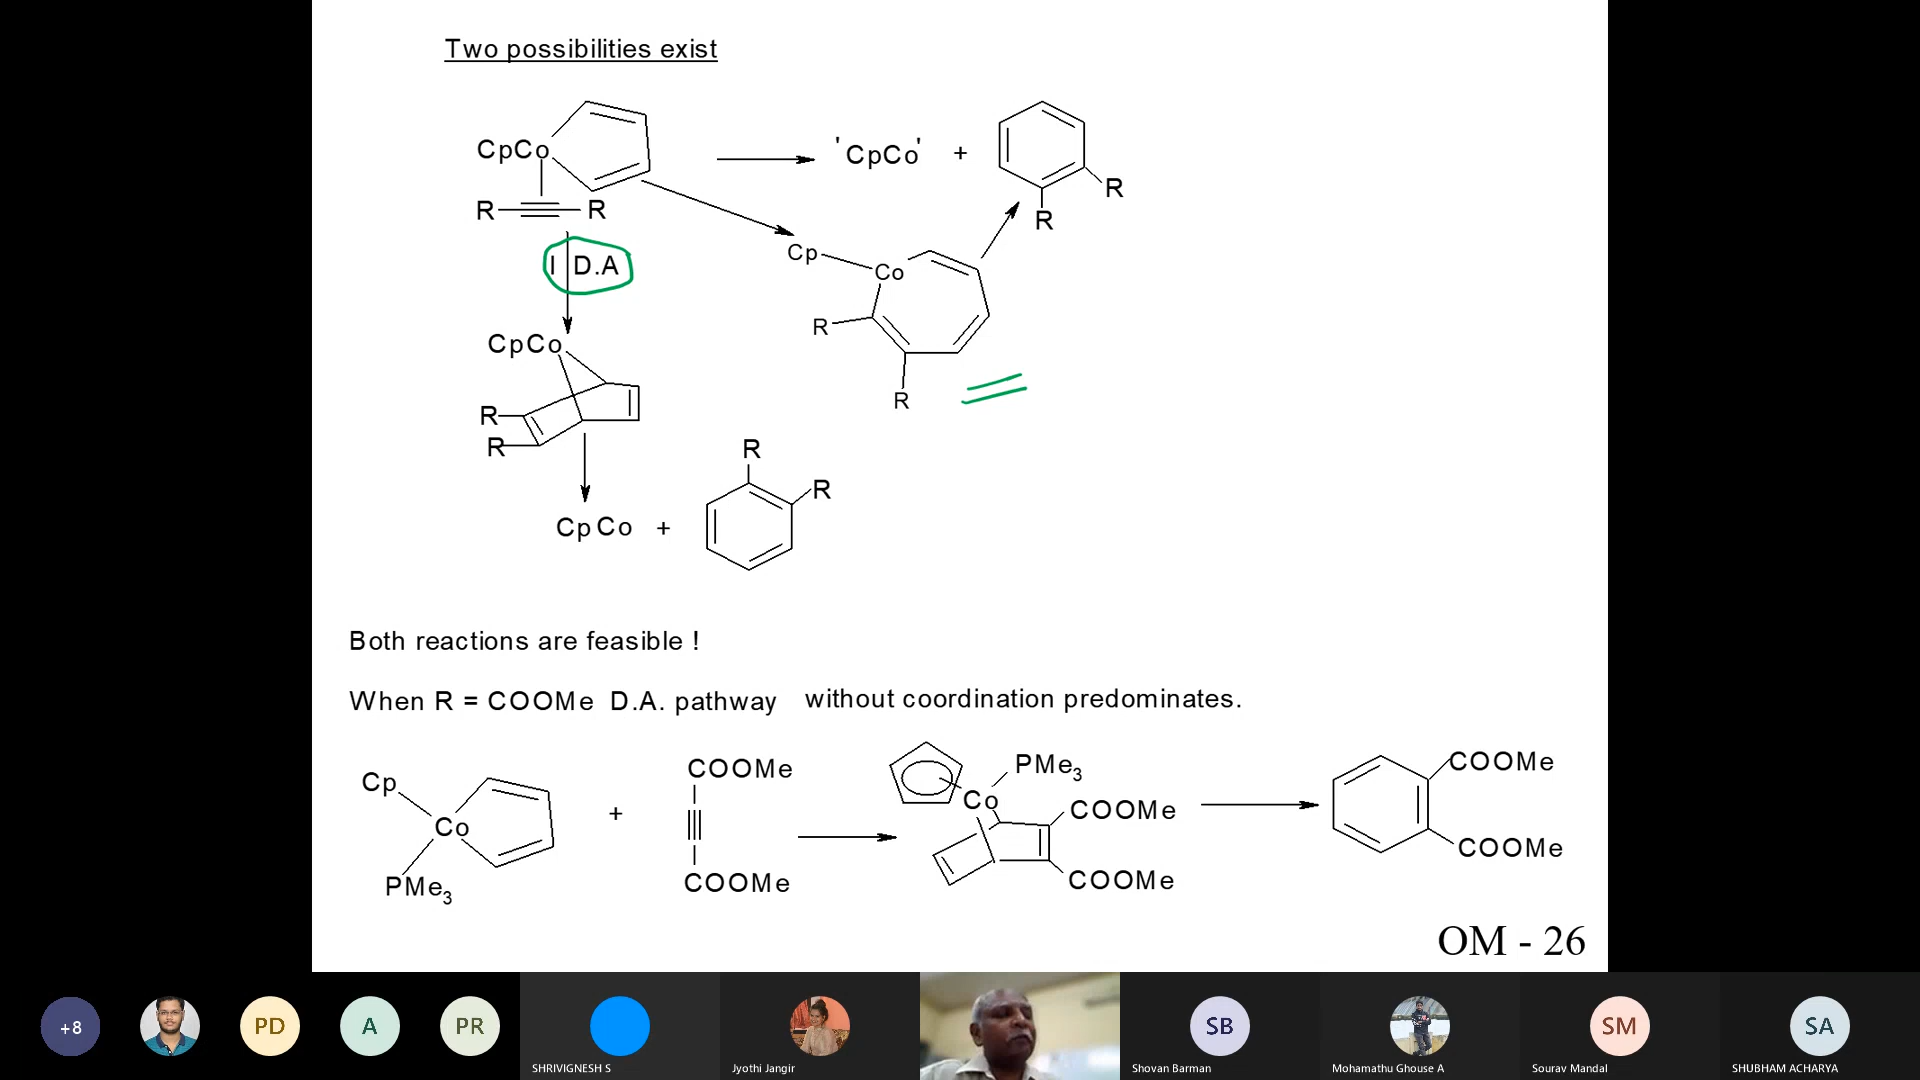 Two possibilities exist
CpCo
'CpCo' +
R
R
R R
I D.A
Cp
Co
R
R
CpCo
R
R
R
R
CpCo +
Both reactions are feasible !
When R = COOMe D.A. pathway without coordination predominates.
Cp
Co
PMe3
+
COOMe
COOMe
PMe3
Co
COOMe
COOMe
COOMe
COOMe
OM - 26
+8
PD
A
PR
SHRIVIGNESH S
Jyothi Jangir
SB
Shovan Barman
Mohamathu Ghouse A
SM
Sourav Mandal
SA
SHUBHAM ACHARYA